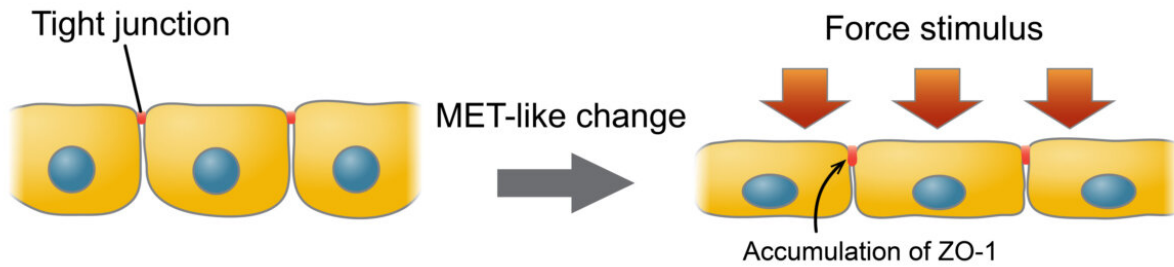 Tight junction
MET-like change
Force stimulus
Accumulation of ZO-1